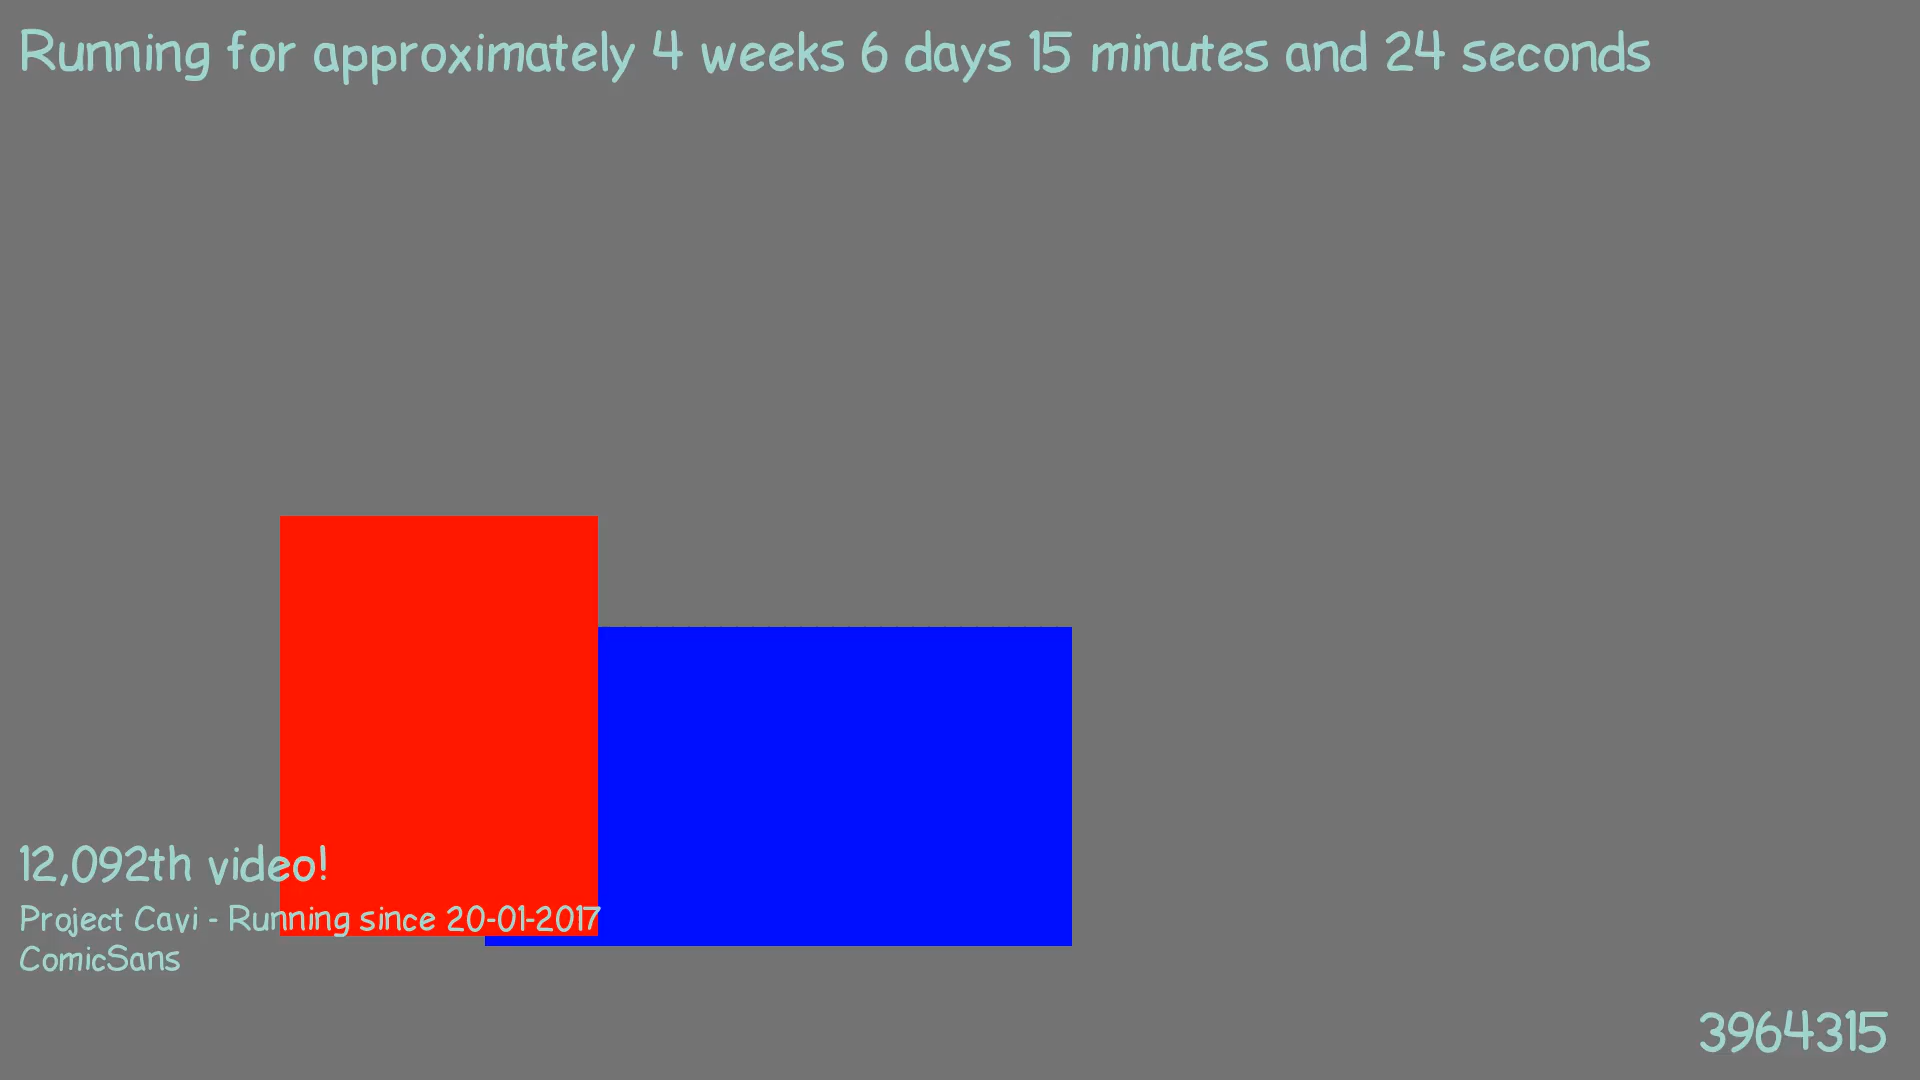 Running for approximately 4 weeks 6 days 15 minutes and 24 seconds
12,092th video!
Project Cavi - Running since 20-01-2017
ComicSans
3964315